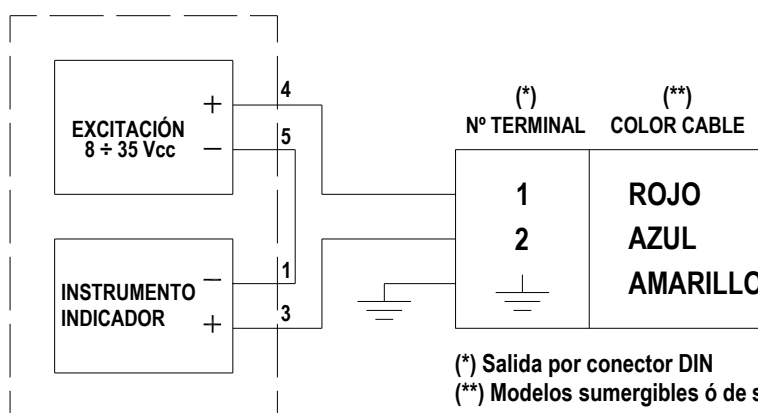 EXCITACIÓN
8 ÷ 35 Vcc
+
−
4
5
INSTRUMENTO
INDICADOR
−
+
1
3
(*)
Nº TERMINAL
(**)
COLOR CABLE
1 ROJO
2 AZUL
AMARILLO
(*) Salida por conector DIN
(**) Modelos sumergibles ó de s